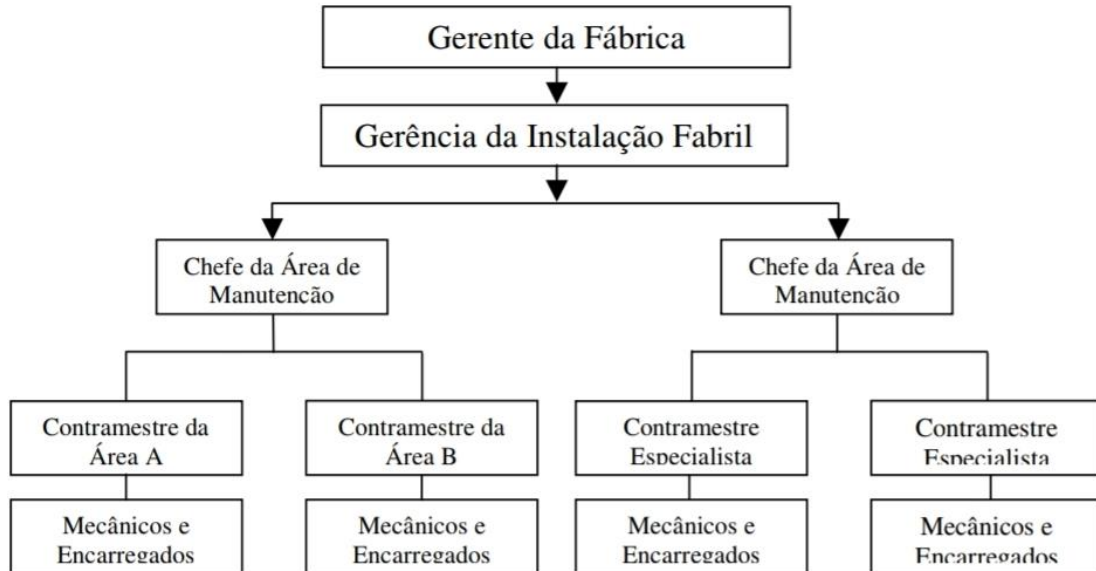 Gerente da Fábrica
Gerência da Instalação Fabril
Chefe da Área de
Manutencão
Chefe da Área de
Manutencão
Contramestre da
Área A
Contramestre da
Área B
Contramestre
Especialista
Contramestre
Especialista
Mecânicos e
Encarregados
Mecânicos e
Encarregados
Mecânicos e
Encarregados
Mecânicos e
Encarregados